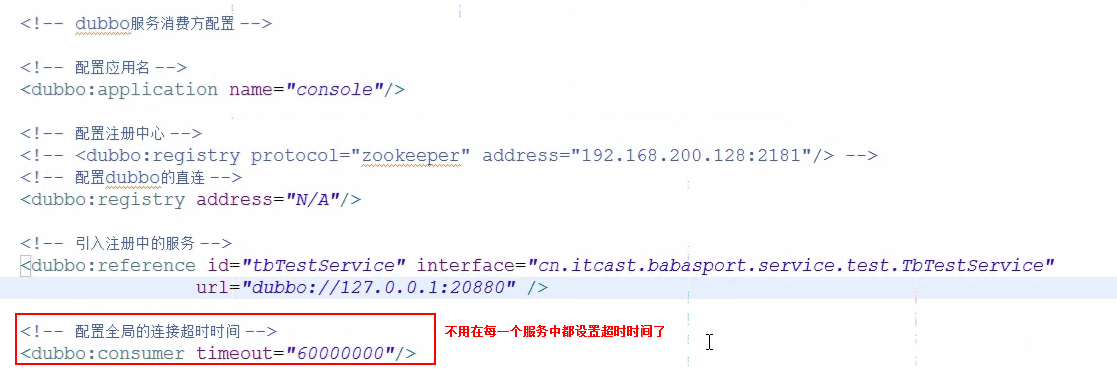 <!-- dubbo服务消费方配置 -->
<!-- 配置应用名 -->
<dubbo:application name="console"/>
<!-- 配置注册中心 -->
<!-- <dubbo:registry protocol="zookeeper" address="192.168.200.128:2181"/> -->
<!-- 配置dubbo的直连 -->
<dubbo:registry address="N/A"/>
<!-- 引入注册中的服务 -->
<dubbo:reference id="tbTestService" interface="cn.itcast.babasport.service.test.TbTestService"
url="dubbo://127.0.0.1:20880" />
<!-- 配置全局的连接超时时间 --> 不用在每一个服务中都设置超时时间了
<dubbo:consumer timeout="60000000"/>